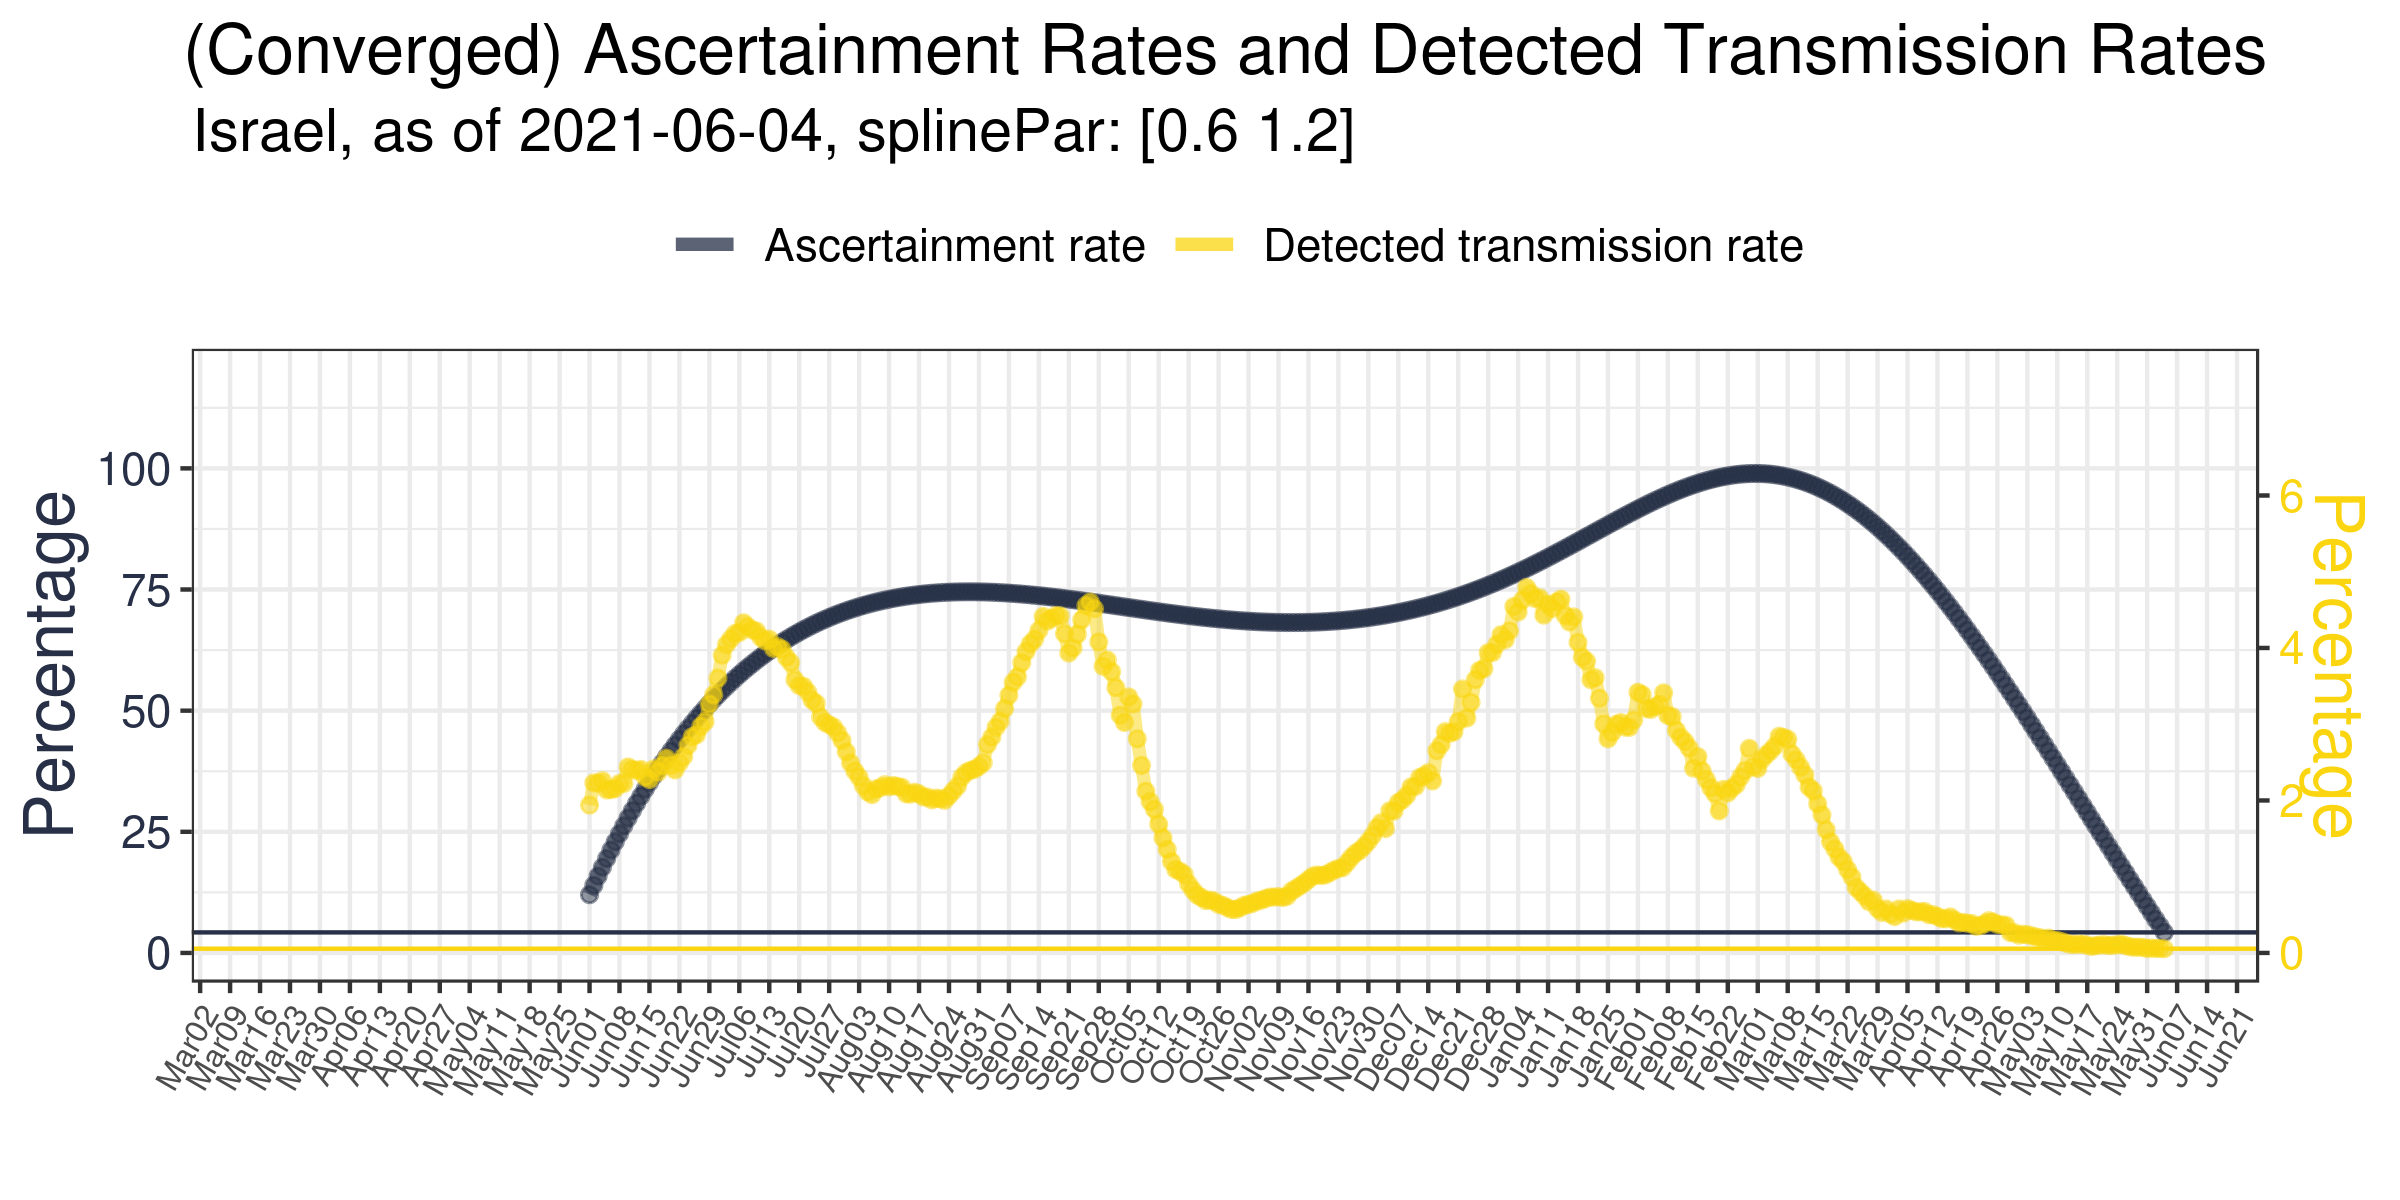 (Converged) Ascertainment Rates and Detected Transmission Rates
Israel, as of 2021-06-04, splinePar: [0.6 1.2]
Ascertainment rate
Detected transmission rate
Percentage
100
75
50
25
0
6
4
2
0
Percentage
Mar02
Mar09
Mar16
Mar23
Mar30
Apr06
Apr13
Apr20
Apr27
May04
May11
May18
May25
Jun01
Jun08
Jun15
Jun22
Jun29
Jul06
Jul13
Jul20
Jul27
Aug03
Aug10
Aug17
Aug24
Aug31
Sep07
Sep14
Sep21
Sep28
Oct05
Oct12
Oct19
Oct26
Nov02
Nov09
Nov16
Nov23
Nov30
Dec07
Dec14
Dec21
Dec28
Jan04
Jan11
Jan18
Jan25
Feb01
Feb08
Feb15
Feb22
Mar01
Mar08
Mar15
Mar22
Mar29
Apr05
Apr12
Apr19
Apr26
May03
May10
May17
May24
May31
Jun07
Jun14
Jun21